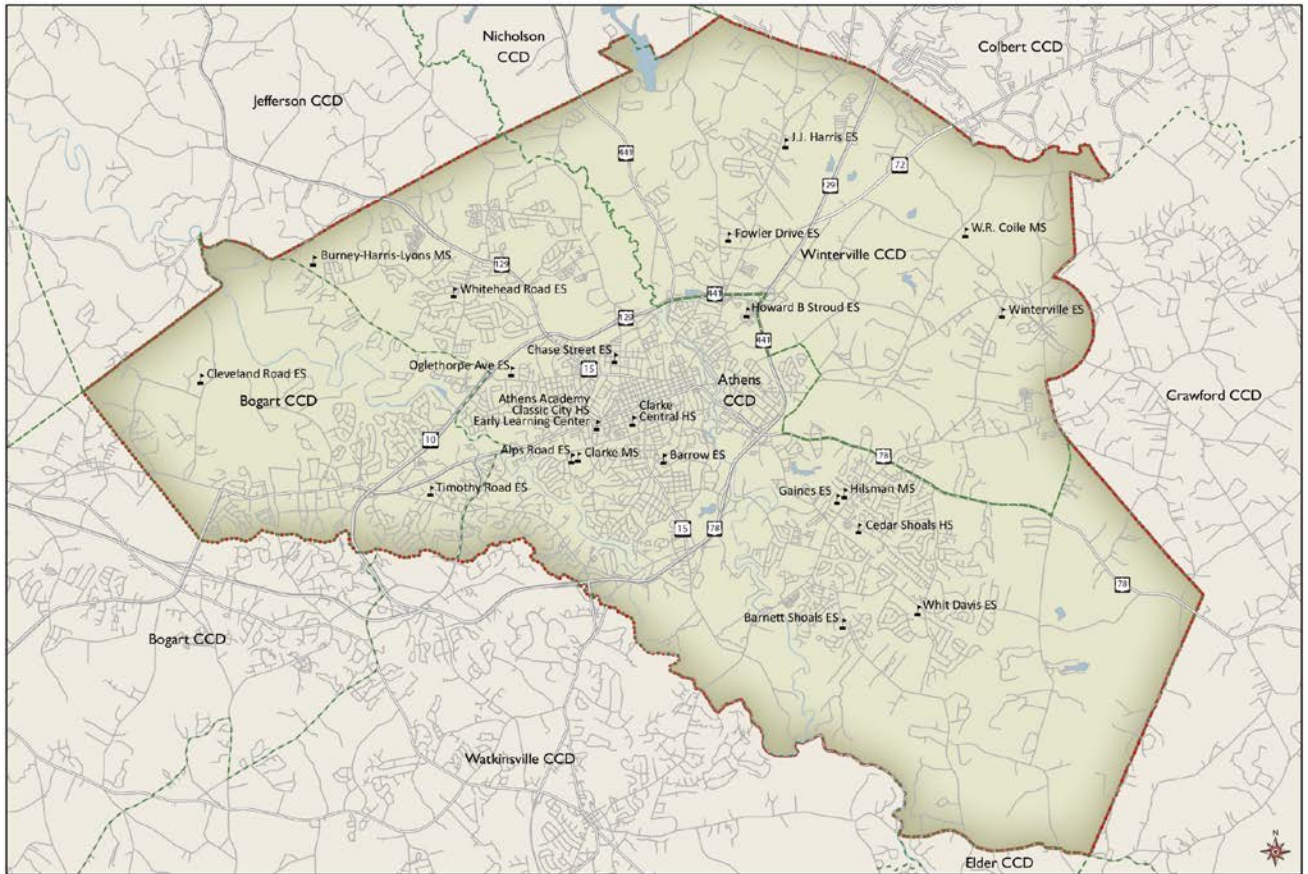 Nicholson
CCD
Colbert CCD
Jefferson CCD
J.J. Harris ES
441
72
129
Fowler Drive ES
W.R. Coile MS
Winterville CCD
Burney-Harris-Lyons MS
129
Whitehead Road ES
441
Howard B Stroud ES
Winterville ES
129
441
Chase Street ES
Oglethorpe Ave ES
15
Cleveland Road ES
Athens
CCD
Bogart CCD
Crawford CCD
Athens Academy
Classic City HS
Early Learning Center
Clarke
Central HS
10
Alps Road ES
Clarke MS
Barrow ES
78
Timothy Road ES
Gaines ES
Hilsman MS
15
78
Cedar Shoals HS
78
Whit Davis ES
Barnett Shoals ES
Bogart CCD
Watkinsville CCD
N
Elder CCD